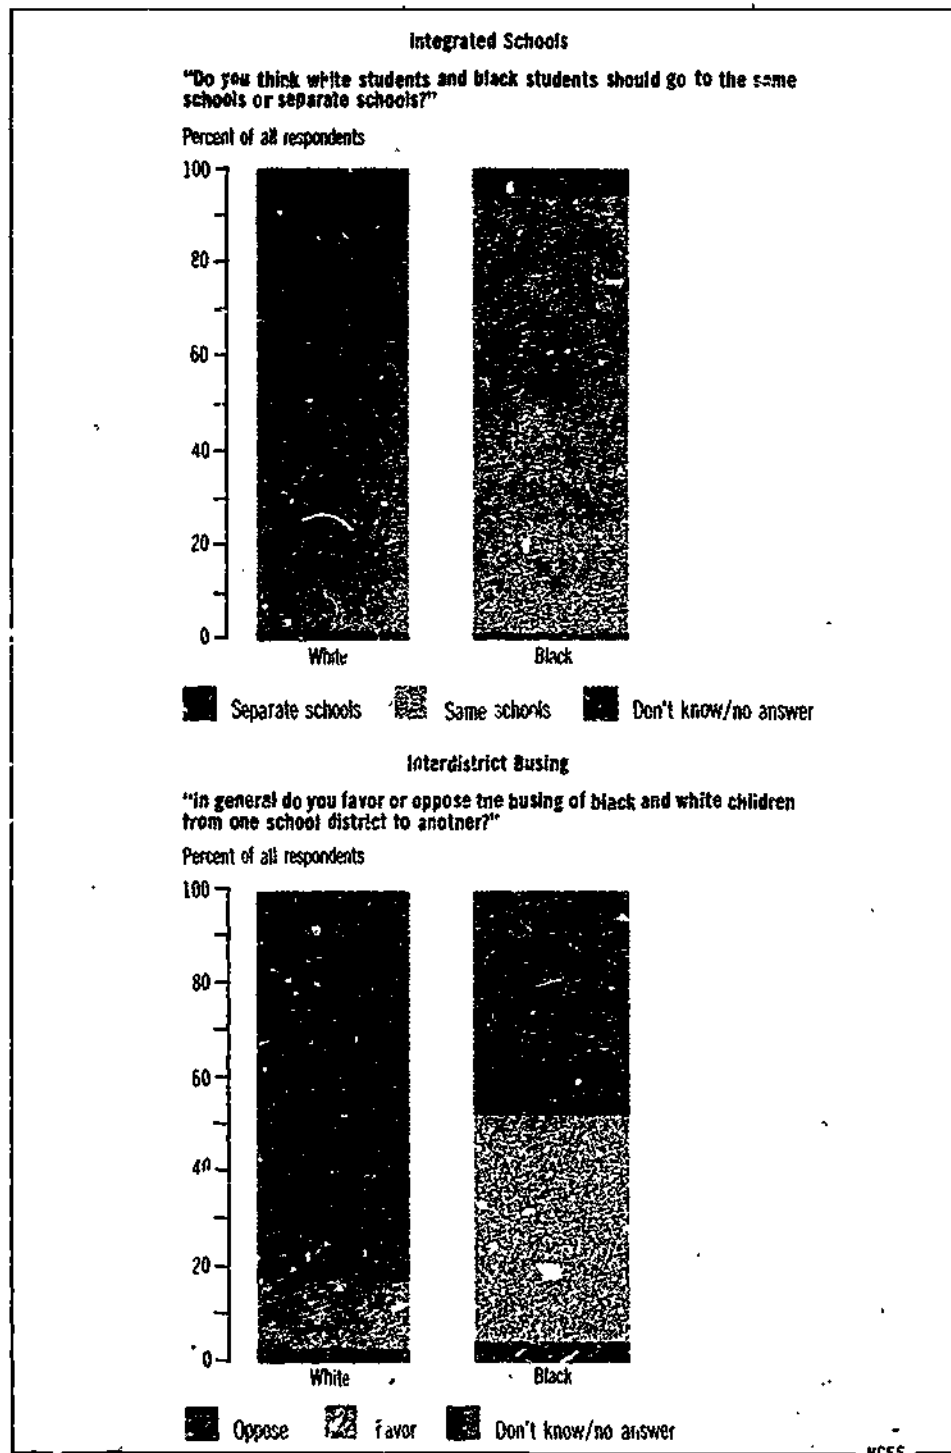 Integrated Schools
"Do you think white students and black students should go to the same
schools or separate schools?"
Percent of all respondents
100
80
60
40
20
0
White
Black
Separate schools
Same schools
Don't know/no answer
Interdistrict Busing
"In general do you favor or oppose the busing of black and white children
from one school district to another?"
Percent of all respondents
100
80
60
40
20
0
White
Black
Oppose
Favor
Don't know/no answer